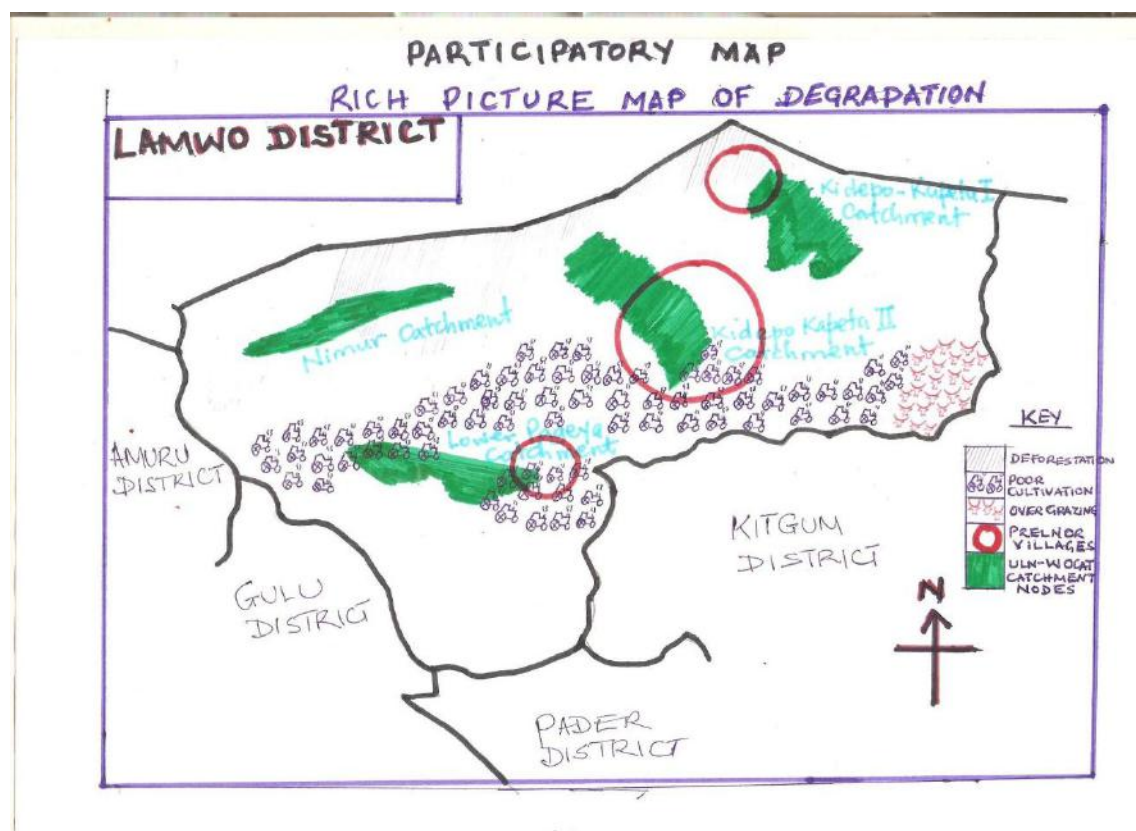 PARTICIPATORY MAP
RICH PICTURE MAP OF DEGRADATION
LAMWO DISTRICT
Kidepo-Kapeta I
Catchment
Nimur Catchment
Kidepo Kapeta II
Catchment
Lower Pageya
Catchment
AMURU
DISTRICT
GULU
DISTRICT
KITGUM
DISTRICT
PADER
DISTRICT
KEY
DEFORESTATION
POOR
CULTIVATION
OVER GRAZING
PRELNOR
VILLAGES
ULN-WOCAT
CATCHMENT
NODES
N